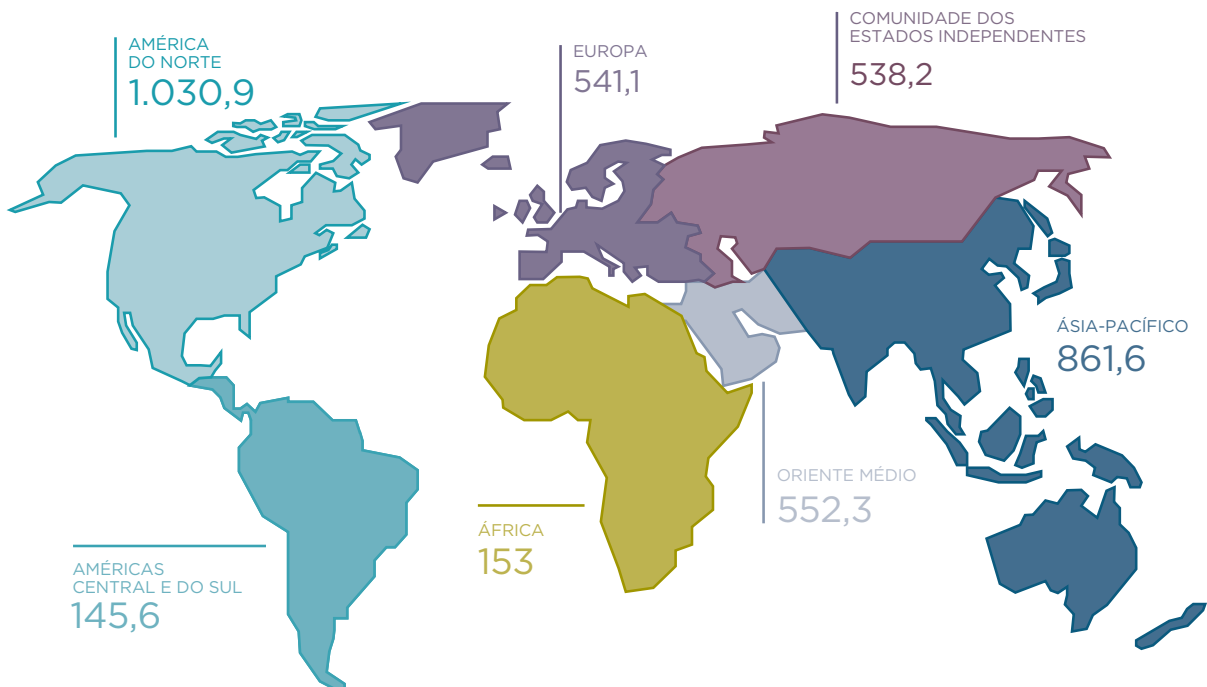 AMÉRICA
DO NORTE
1.030,9
EUROPA
541,1
COMUNIDADE DOS
ESTADOS INDEPENDENTES
538,2
ÁSIA-PACÍFICO
861,6
ORIENTE MÉDIO
552,3
ÁFRICA
153
AMÉRICAS
CENTRAL E DO SUL
145,6